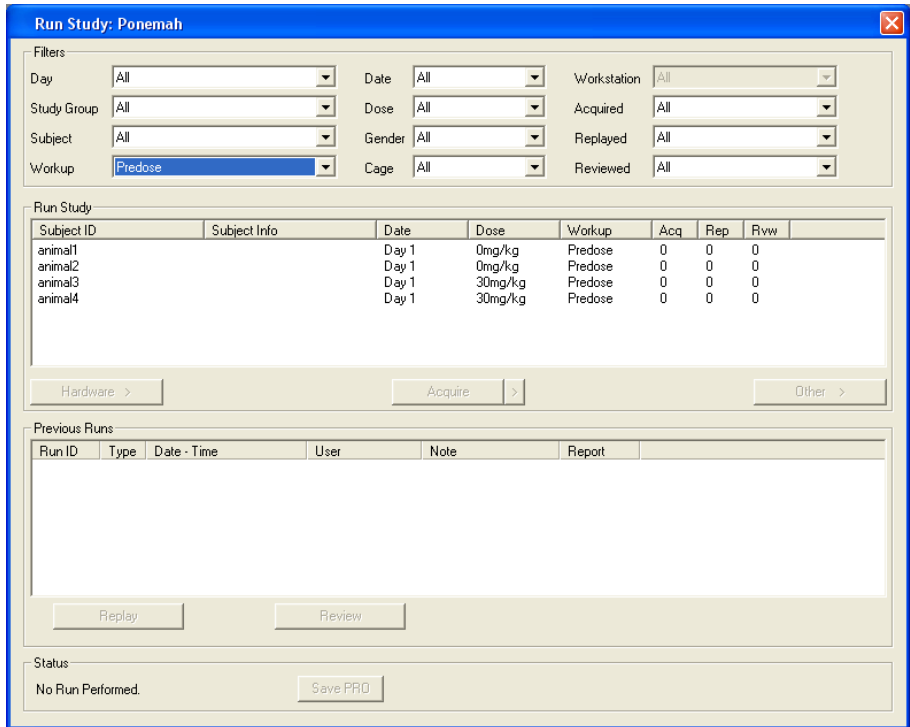 Run Study: Ponemah
Filters
Day All Date All Workstation All
Study Group All Dose All Acquired All
Subject All Gender All Replayed All
Workup Predose Cage All Reviewed All
Run Study
Subject ID Subject Info Date Dose Workup Acq Rep Rvw
animal1 Day 1 0mg/kg Predose 0 0 0
animal2 Day 1 0mg/kg Predose 0 0 0
animal3 Day 1 30mg/kg Predose 0 0 0
animal4 Day 1 30mg/kg Predose 0 0 0
Hardware > Acquire > Other >
Previous Runs
Run ID Type Date - Time User Note Report
Replay Review
Status
No Run Performed. Save PRO